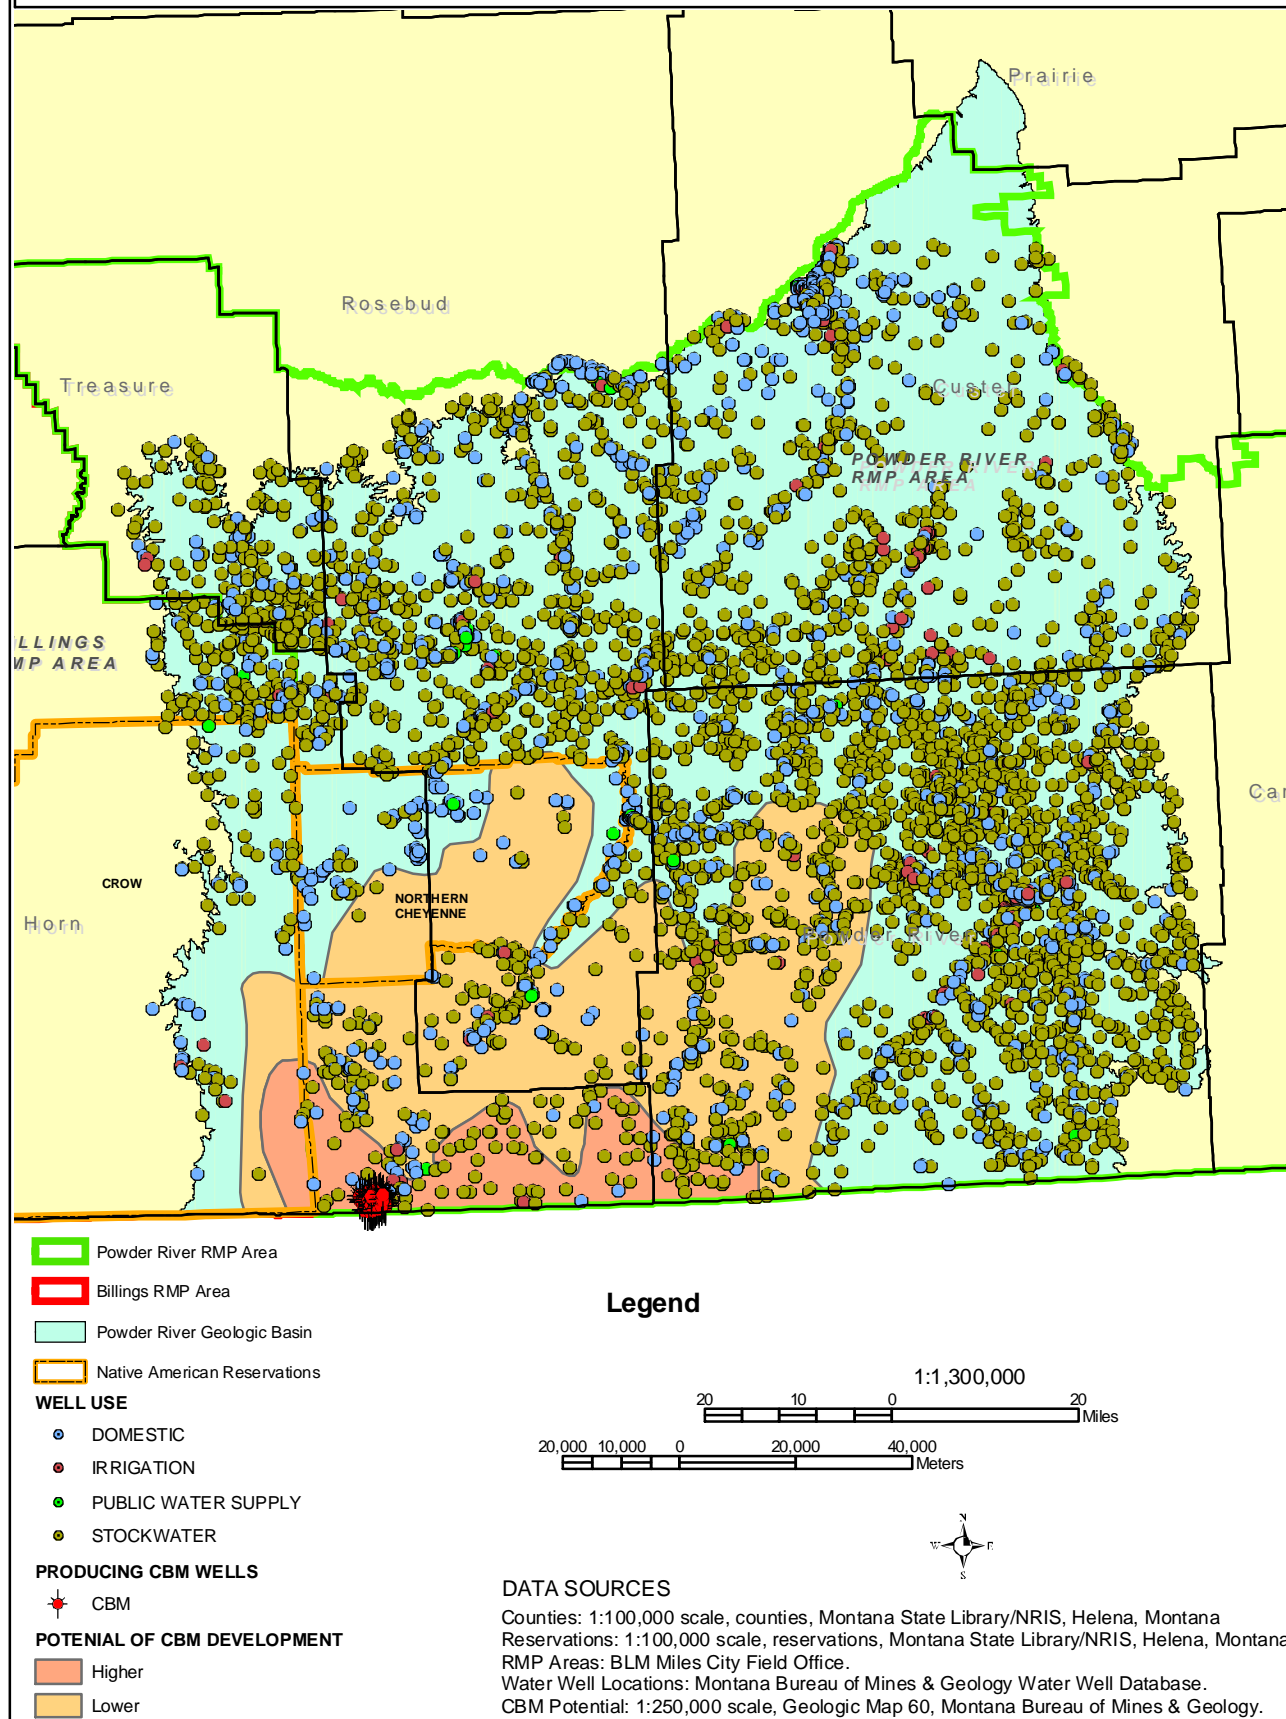 Prairie
Rosebud
Treasure
Custer
POWDER RIVER
RMP AREA
ILLINGS
MP AREA
Car
CROW
NORTHERN
CHEYENNE
Horn
Powder River
Powder River RMP Area
Billings RMP Area
Legend
Powder River Geologic Basin
Native American Reservations
1:1,300,000
WELL USE
20 10 0 20
Miles
DOMESTIC
20,000 10,000 0 20,000 40,000
Meters
IRRIGATION
PUBLIC WATER SUPPLY
STOCKWATER
N
W E
S
PRODUCING CBM WELLS
CBM
POTENIAL OF CBM DEVELOPMENT
Higher
Lower
DATA SOURCES
Counties: 1:100,000 scale, counties, Montana State Library/NRIS, Helena, Montana
Reservations: 1:100,000 scale, reservations, Montana State Library/NRIS, Helena, Montana
RMP Areas: BLM Miles City Field Office.
Water Well Locations: Montana Bureau of Mines & Geology Water Well Database.
CBM Potential: 1:250,000 scale, Geologic Map 60, Montana Bureau of Mines & Geology.